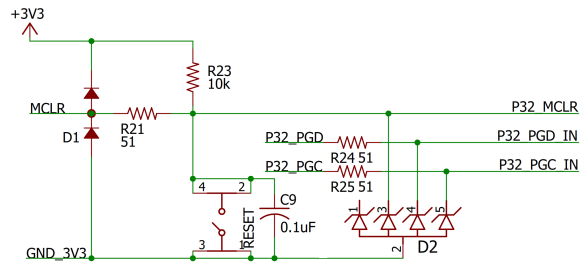 +3V3
R23
10k
MCLR
P32_MCLR
D1
R21
51
P32_PGD
P32_PGD_IN
R24 51
P32_PGC
P32_PGC_IN
R25 51
4 2
C9
0.1uF
RESET
3 1
1 3 4 5
2
D2
GND_3V3